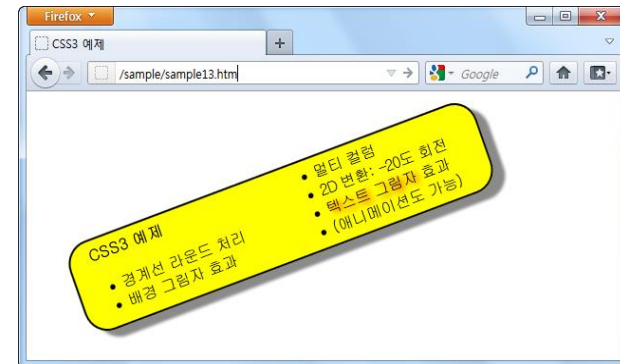 Firefox
CSS3 예제
+
/sample/sample13.htm
Google
CSS3 예제
• 경계선 라운드 처리
• 배경 그림자 효과
• 멀티 컬럼
• 2D 변환: -20도 회전
• 텍스트 그림자 효과
• (애니메이션도 가능)